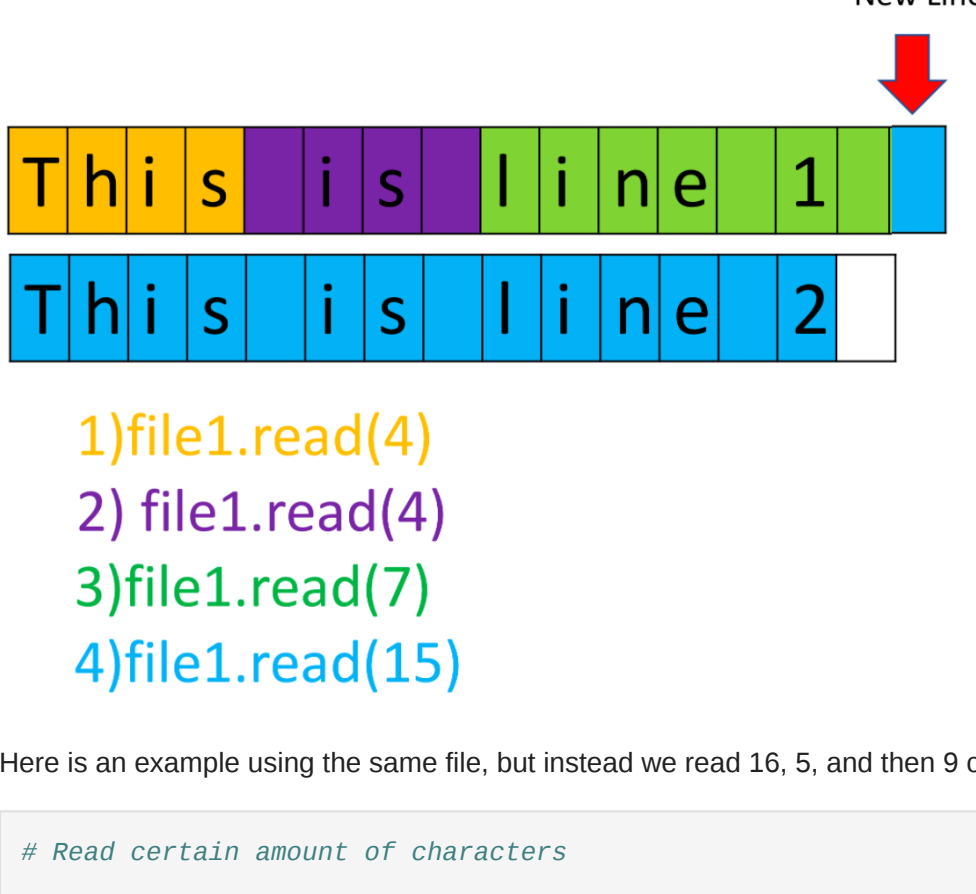 New Line
This is line 1
This is line 2
1)file1.read(4)
2) file1.read(4)
3)file1.read(7)
4)file1.read(15)
Here is an example using the same file, but instead we read 16, 5, and then 9
# Read certain amount of characters